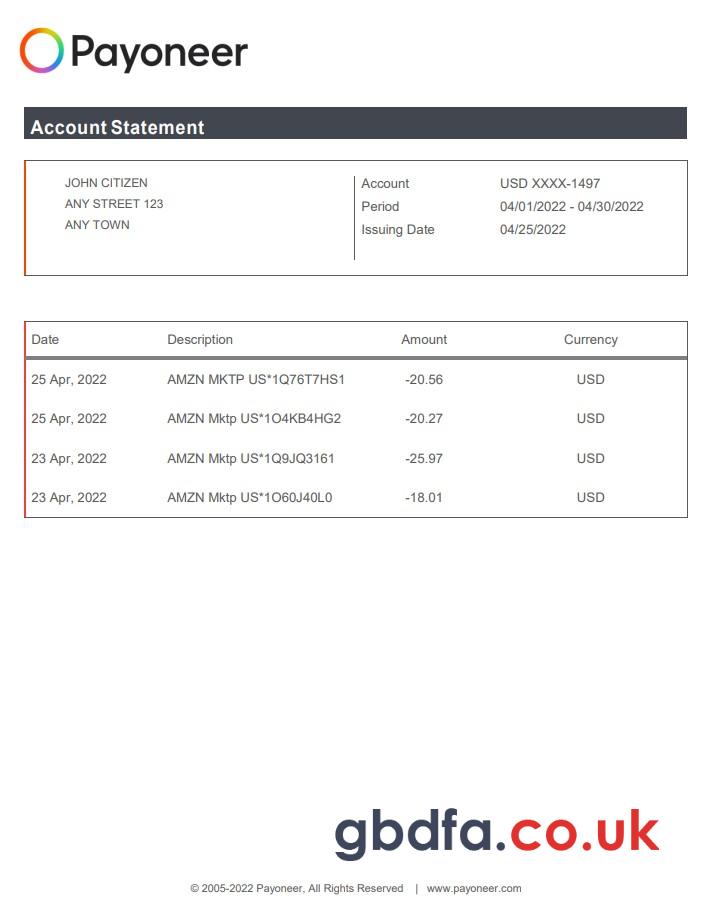 Payoneer
Account Statement
JOHN CITIZEN
ANY STREET 123
ANY TOWN
Account USD XXXX-1497
Period 04/01/2022 - 04/30/2022
Issuing Date 04/25/2022
Date Description Amount Currency
25 Apr, 2022 AMZN MKTP US*1Q76T7HS1 -20.56 USD
25 Apr, 2022 AMZN Mktp US*1O4KB4HG2 -20.27 USD
23 Apr, 2022 AMZN Mktp US*1Q9JQ3161 -25.97 USD
23 Apr, 2022 AMZN Mktp US*1O60J40L0 -18.01 USD
gbdfa.co.uk
© 2005-2022 Payoneer, All Rights Reserved | www.payoneer.com